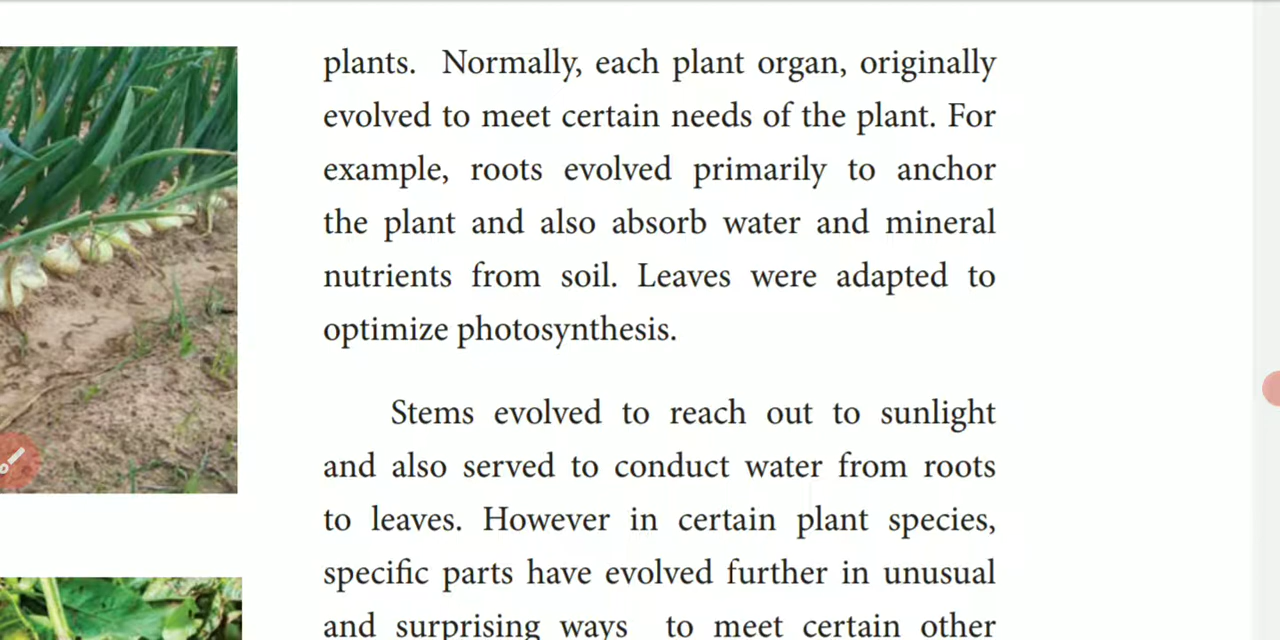 plants. Normally, each plant organ, originally
evolved to meet certain needs of the plant. For
example, roots evolved primarily to anchor
the plant and also absorb water and mineral
nutrients from soil. Leaves were adapted to
optimize photosynthesis.
Stems evolved to reach out to sunlight
and also served to conduct water from roots
to leaves. However in certain plant species,
specific parts have evolved further in unusual
and surprising ways to meet certain other